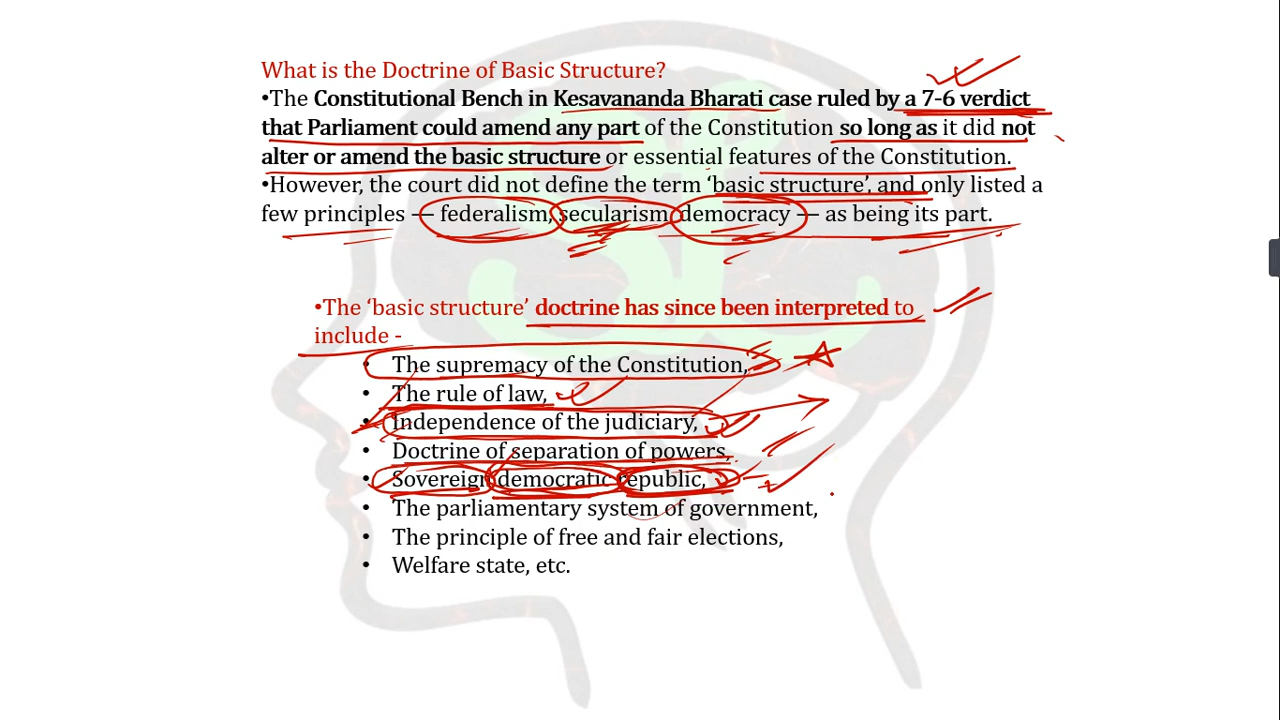 What is the Doctrine of Basic Structure?
•The Constitutional Bench in Kesavananda Bharati case ruled by a 7-6 verdict
that Parliament could amend any part of the Constitution so long as it did not
alter or amend the basic structure or essential features of the Constitution.
•However, the court did not define the term ‘basic structure’, and only listed a
few principles — federalism, secularism, democracy — as being its part.
•The ‘basic structure’ doctrine has since been interpreted to
include -
• The supremacy of the Constitution,
• The rule of law,
• Independence of the judiciary,
• Doctrine of separation of powers,
• Sovereign democratic republic,
• The parliamentary system of government,
• The principle of free and fair elections,
• Welfare state, etc.